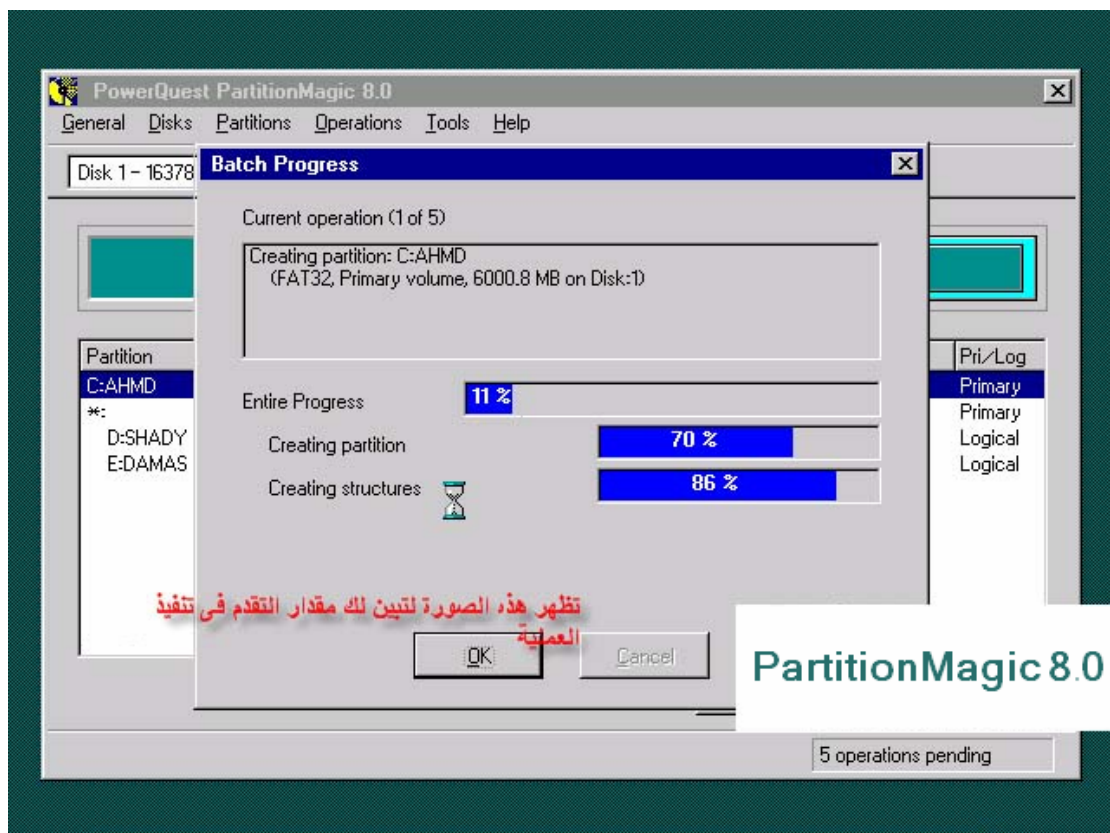 PowerQuest PartitionMagic 8.0
General Disks Partitions Operations Tools Help
Disk 1 - 16378
Batch Progress
Current operation (1 of 5)
Creating partition: C:AHMD
(FAT32, Primary volume, 6000.8 MB on Disk:1)
Partition
Pri/Log
C:AHMD
Primary
*:
Primary
D:SHADY
Logical
E:DAMAS
Logical
Entire Progress
11 %
Creating partition
70 %
Creating structures
86 %
تظهر هذه الصورة لتبين لك مقدار التقدم فى تنفيذ
العملية
OK
Cancel
PartitionMagic 8.0
5 operations pending